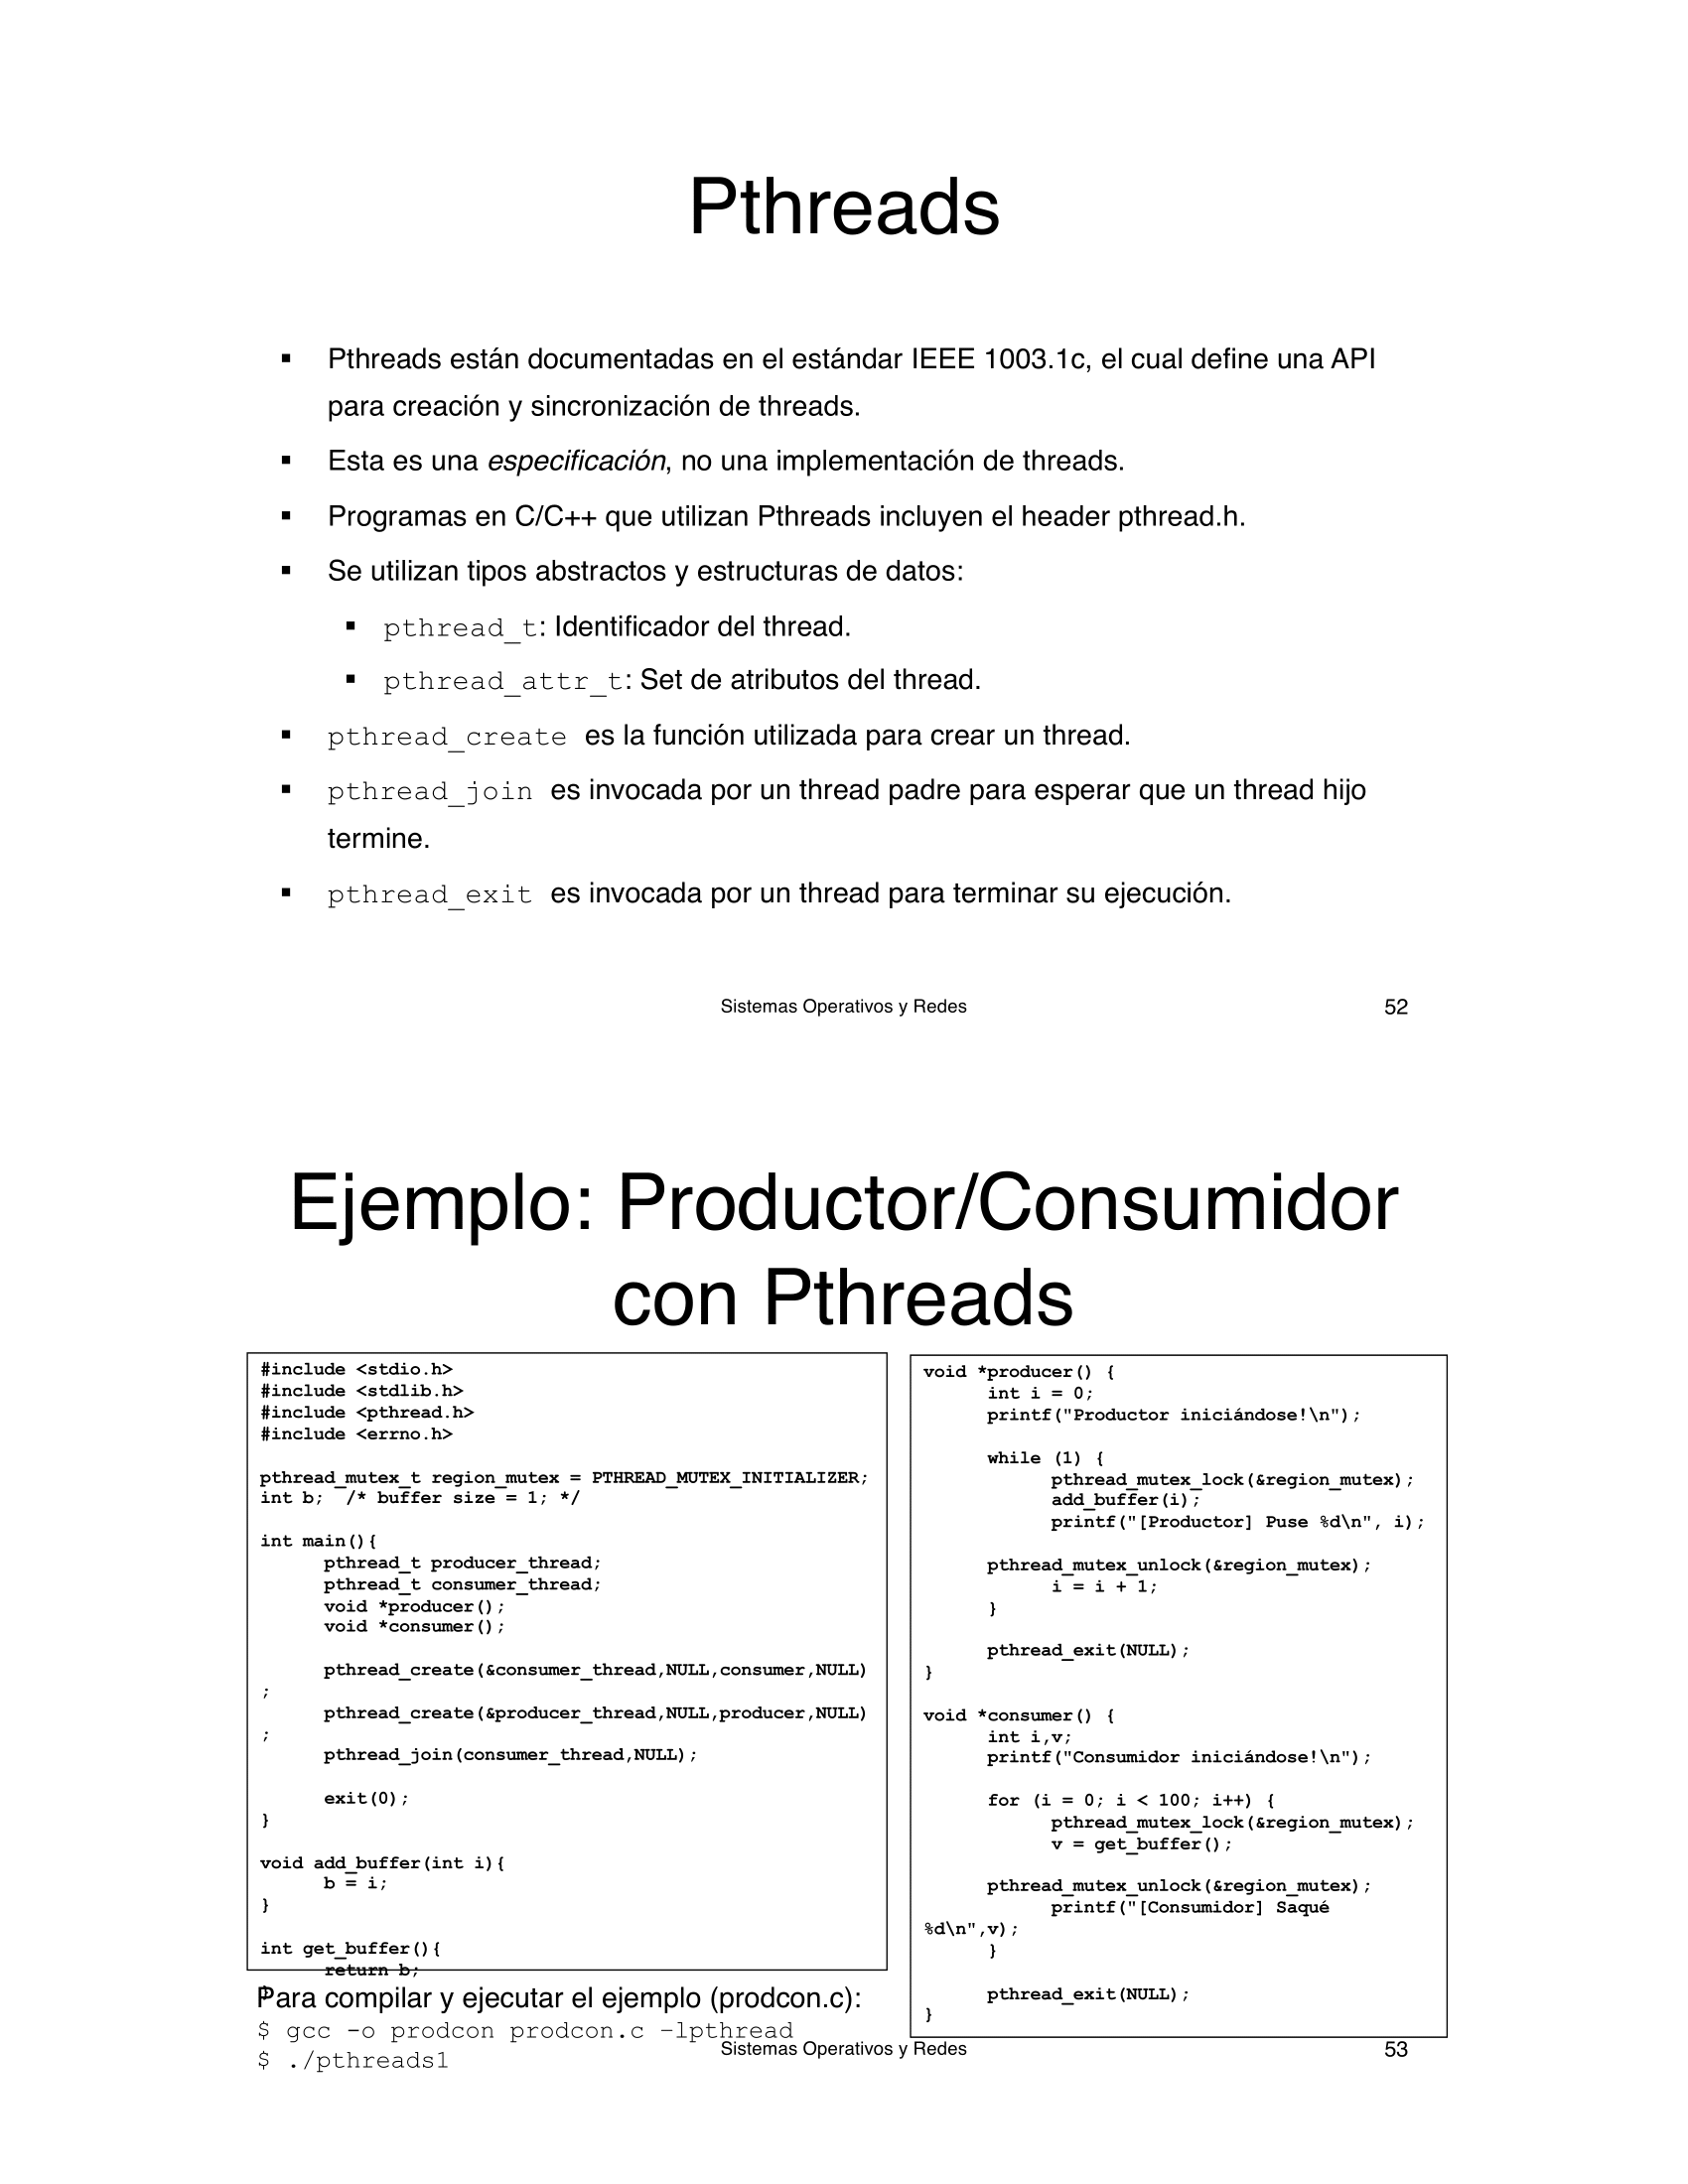 Pthreads
▪ Pthreads están documentadas en el estándar IEEE 1003.1c, el cual define una API
para creación y sincronización de threads.
▪ Esta es una especificación, no una implementación de threads.
▪ Programas en C/C++ que utilizan Pthreads incluyen el header pthread.h.
▪ Se utilizan tipos abstractos y estructuras de datos:
▪ pthread_t: Identificador del thread.
▪ pthread_attr_t: Set de atributos del thread.
▪ pthread_create es la función utilizada para crear un thread.
▪ pthread_join es invocada por un thread padre para esperar que un thread hijo
termine.
▪ pthread_exit es invocada por un thread para terminar su ejecución.
Sistemas Operativos y Redes 52
Ejemplo: Productor/Consumidor
con Pthreads
#include <stdio.h>
#include <stdlib.h>
#include <pthread.h>
#include <errno.h>
pthread_mutex_t region_mutex = PTHREAD_MUTEX_INITIALIZER;
int b;  /* buffer size = 1; */
int main(){
pthread_t producer_thread;
pthread_t consumer_thread;
void *producer();
void *consumer();
pthread_create(&consumer_thread,NULL,consumer,NULL)
;
pthread_create(&producer_thread,NULL,producer,NULL)
;
pthread_join(consumer_thread,NULL);
exit(0);
}
void add_buffer(int i){
b = i;
}
int get_buffer(){
return b;
}
Para compilar y ejecutar el ejemplo (prodcon.c):
$ gcc -o prodcon prodcon.c –lpthread
$ ./pthreads1
void *producer() {
int i = 0;
printf("Productor iniciándose!\n");
while (1) {
pthread_mutex_lock(&region_mutex);
add_buffer(i);
printf("[Productor] Puse %d\n", i);
pthread_mutex_unlock(&region_mutex);
i = i + 1;
}
pthread_exit(NULL);
}
void *consumer() {
int i,v;
printf("Consumidor iniciándose!\n");
for (i = 0; i < 100; i++) {
pthread_mutex_lock(&region_mutex);
v = get_buffer();
pthread_mutex_unlock(&region_mutex);
printf("[Consumidor] Saqué
%d\n",v);
}
pthread_exit(NULL);
}
Sistemas Operativos y Redes 53